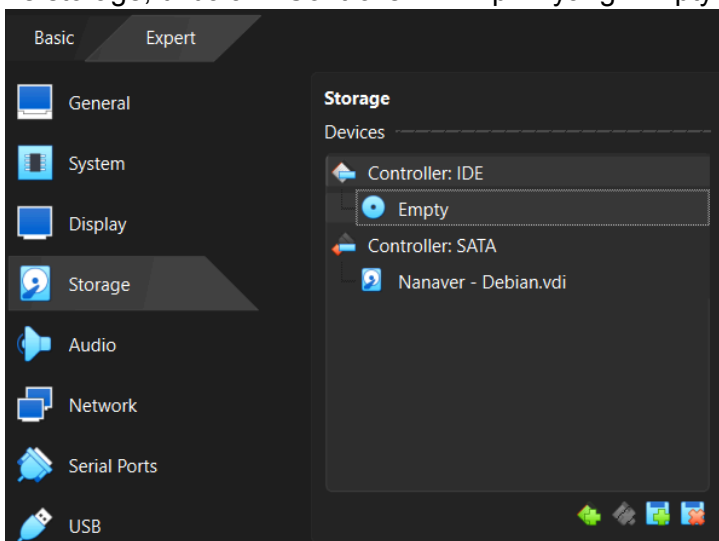 Basic Expert
General
System
Display
Storage
Audio
Network
Serial Ports
USB
Storage
Devices
Controller: IDE
Empty
Controller: SATA
Nanaver - Debian.vdi